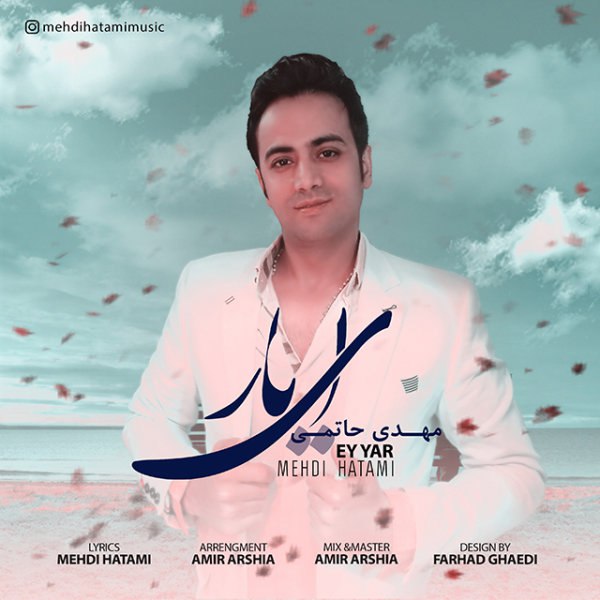 mehdihatamimusic
ای یار
مهدی حاتمی
EY YAR
MEHDI HATAMI
LYRICS
MEHDI HATAMI
ARRENGMENT
AMIR ARSHIA
MIX &MASTER
AMIR ARSHIA
DESIGN BY
FARHAD GHAEDI